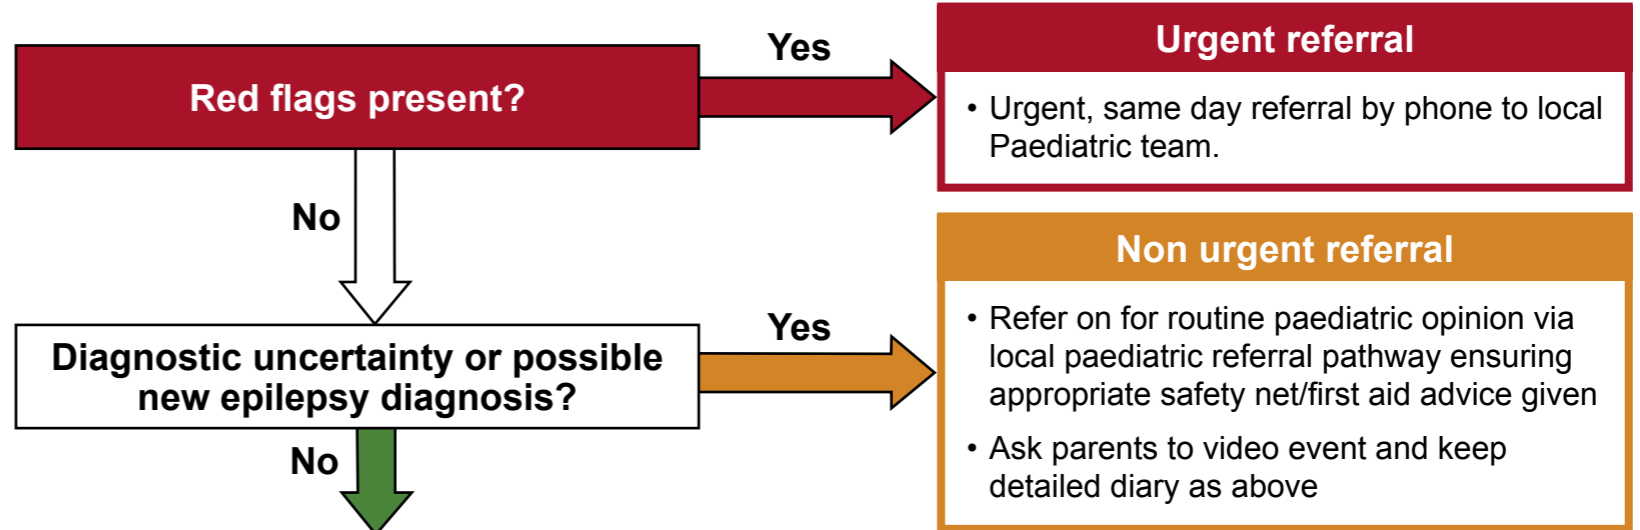 Red flags present?
Yes
Urgent referral
• Urgent, same day referral by phone to local
Paediatric team.
No
Diagnostic uncertainty or possible
new epilepsy diagnosis?
Yes
Non urgent referral
• Refer on for routine paediatric opinion via
local paediatric referral pathway ensuring
appropriate safety net/first aid advice given
• Ask parents to video event and keep
detailed diary as above
No